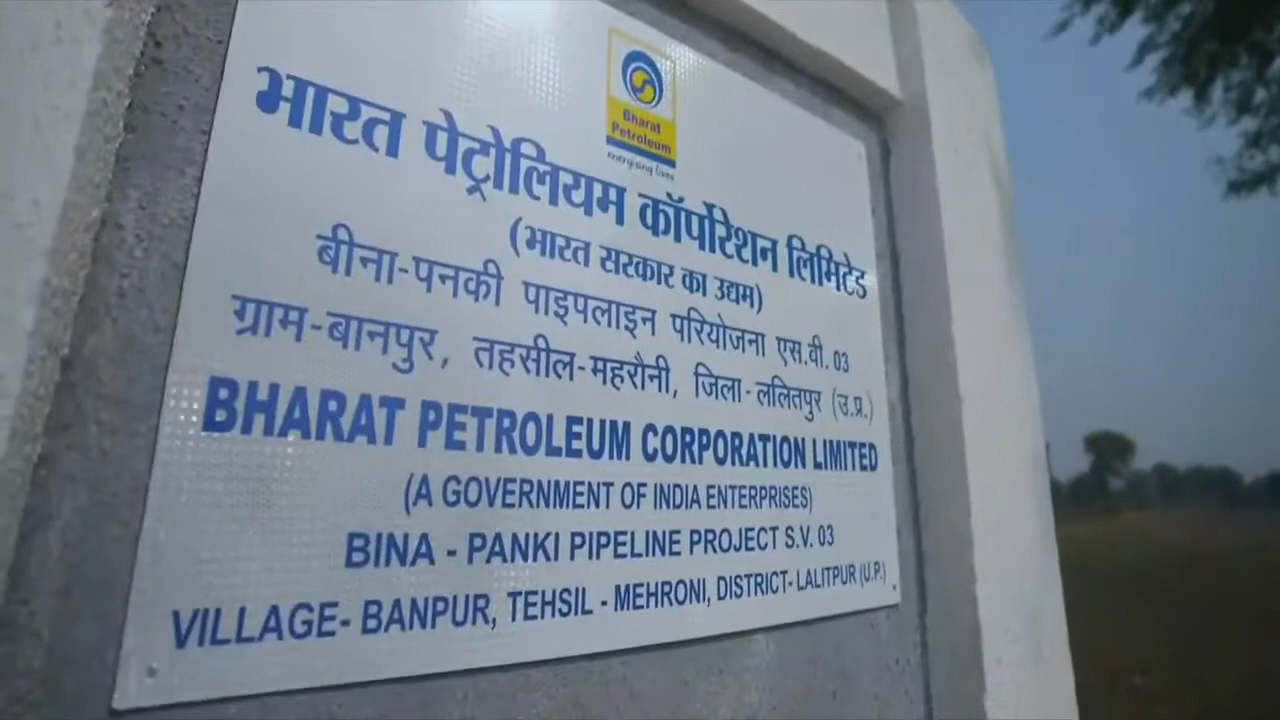 Bharat
Petroleum
energising lives
भारत पेट्रोलियम कॉर्पोरेशन लिमिटेड
(भारत सरकार का उद्यम)
बीना-पनकी पाइपलाइन परियोजना एस.वी. 03
ग्राम-बानपुर, तहसील-महरौनी, जिला-ललितपुर (उ.प्र.)
BHARAT PETROLEUM CORPORATION LIMITED
(A GOVERNMENT OF INDIA ENTERPRISES)
BINA - PANKI PIPELINE PROJECT S.V. 03
VILLAGE- BANPUR, TEHSIL - MEHRONI, DISTRICT- LALITPUR (U.P.)